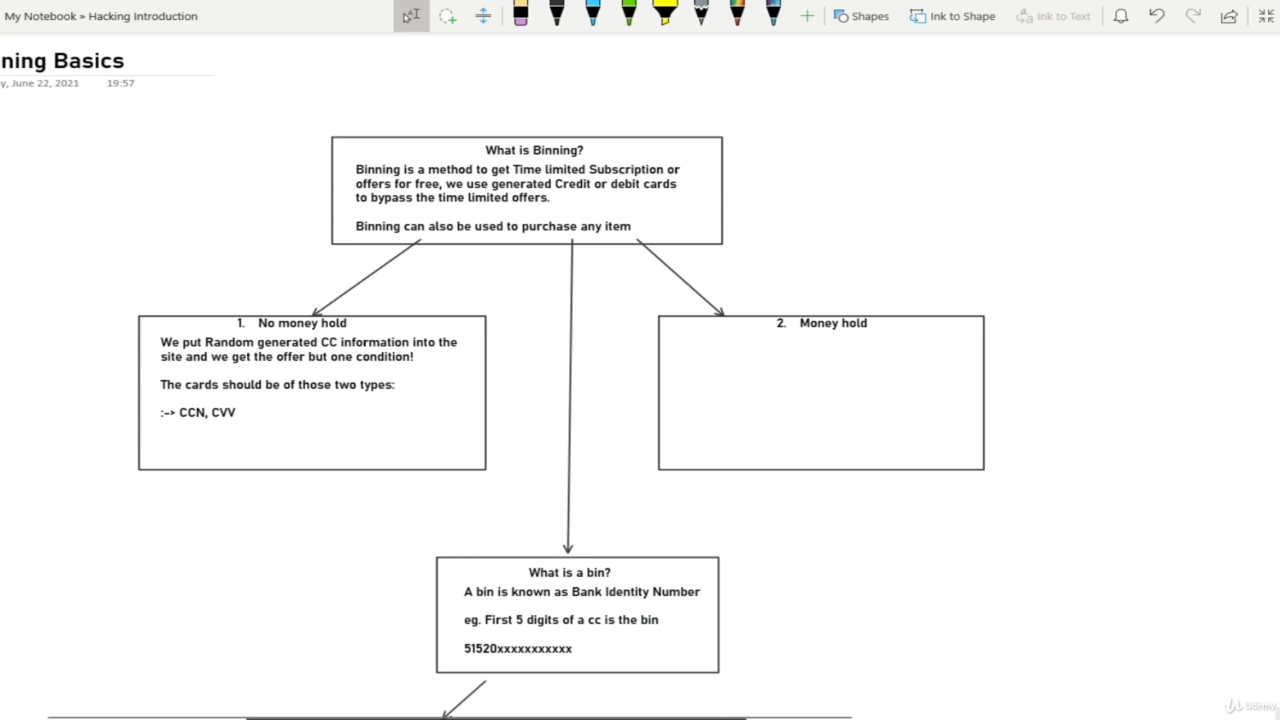 My Notebook » Hacking Introduction
Shapes
Ink to Shape
Ink to Text
ning Basics
y, June 22, 2021 19:57
What is Binning?
Binning is a method to get Time limited Subscription or
offers for free, we use generated Credit or debit cards
to bypass the time limited offers.
Binning can also be used to purchase any item
1. No money hold
We put Random generated CC information into the
site and we get the offer but one condition!
The cards should be of those two types:
:-> CCN, CVV
2. Money hold
What is a bin?
A bin is known as Bank Identity Number
eg. First 5 digits of a cc is the bin
51520xxxxxxxxxxx
Udemy